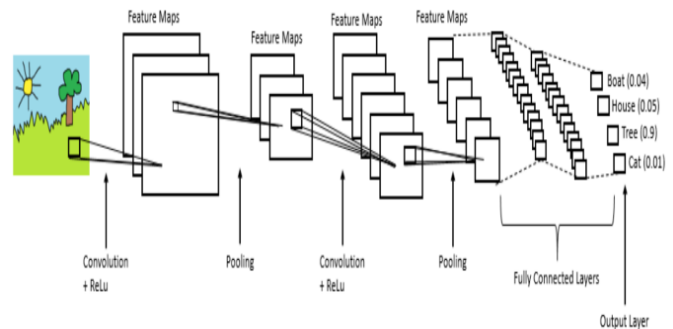 Feature Maps
Feature Maps
Feature Maps
Feature Maps
Boat (0.04)
House (0.05)
Tree (0.9)
Cat (0.01)
Convolution
+ ReLu
Pooling
Convolution
+ ReLu
Pooling
Fully Connected Layers
Output Layer